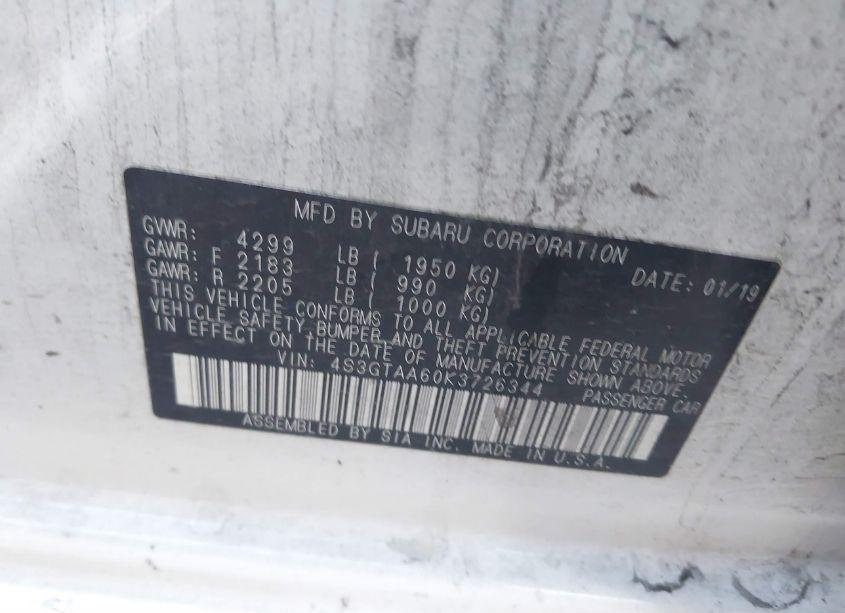 MFD BY SUBARU CORPORATION
DATE: 01/19
GVWR: 4299 LB ( 1950 KG)
GAWR: F 2183 LB ( 990 KG)
GAWR: R 2205 LB ( 1000 KG)
THIS VEHICLE CONFORMS TO ALL APPLICABLE FEDERAL MOTOR
VEHICLE SAFETY, BUMPER, AND THEFT PREVENTION STANDARDS
IN EFFECT ON THE DATE OF MANUFACTURE SHOWN ABOVE.
VIN: 4S3GTAA60K3726344 PASSENGER CAR
ASSEMBLED BY SIA INC. MADE IN U.S.A.